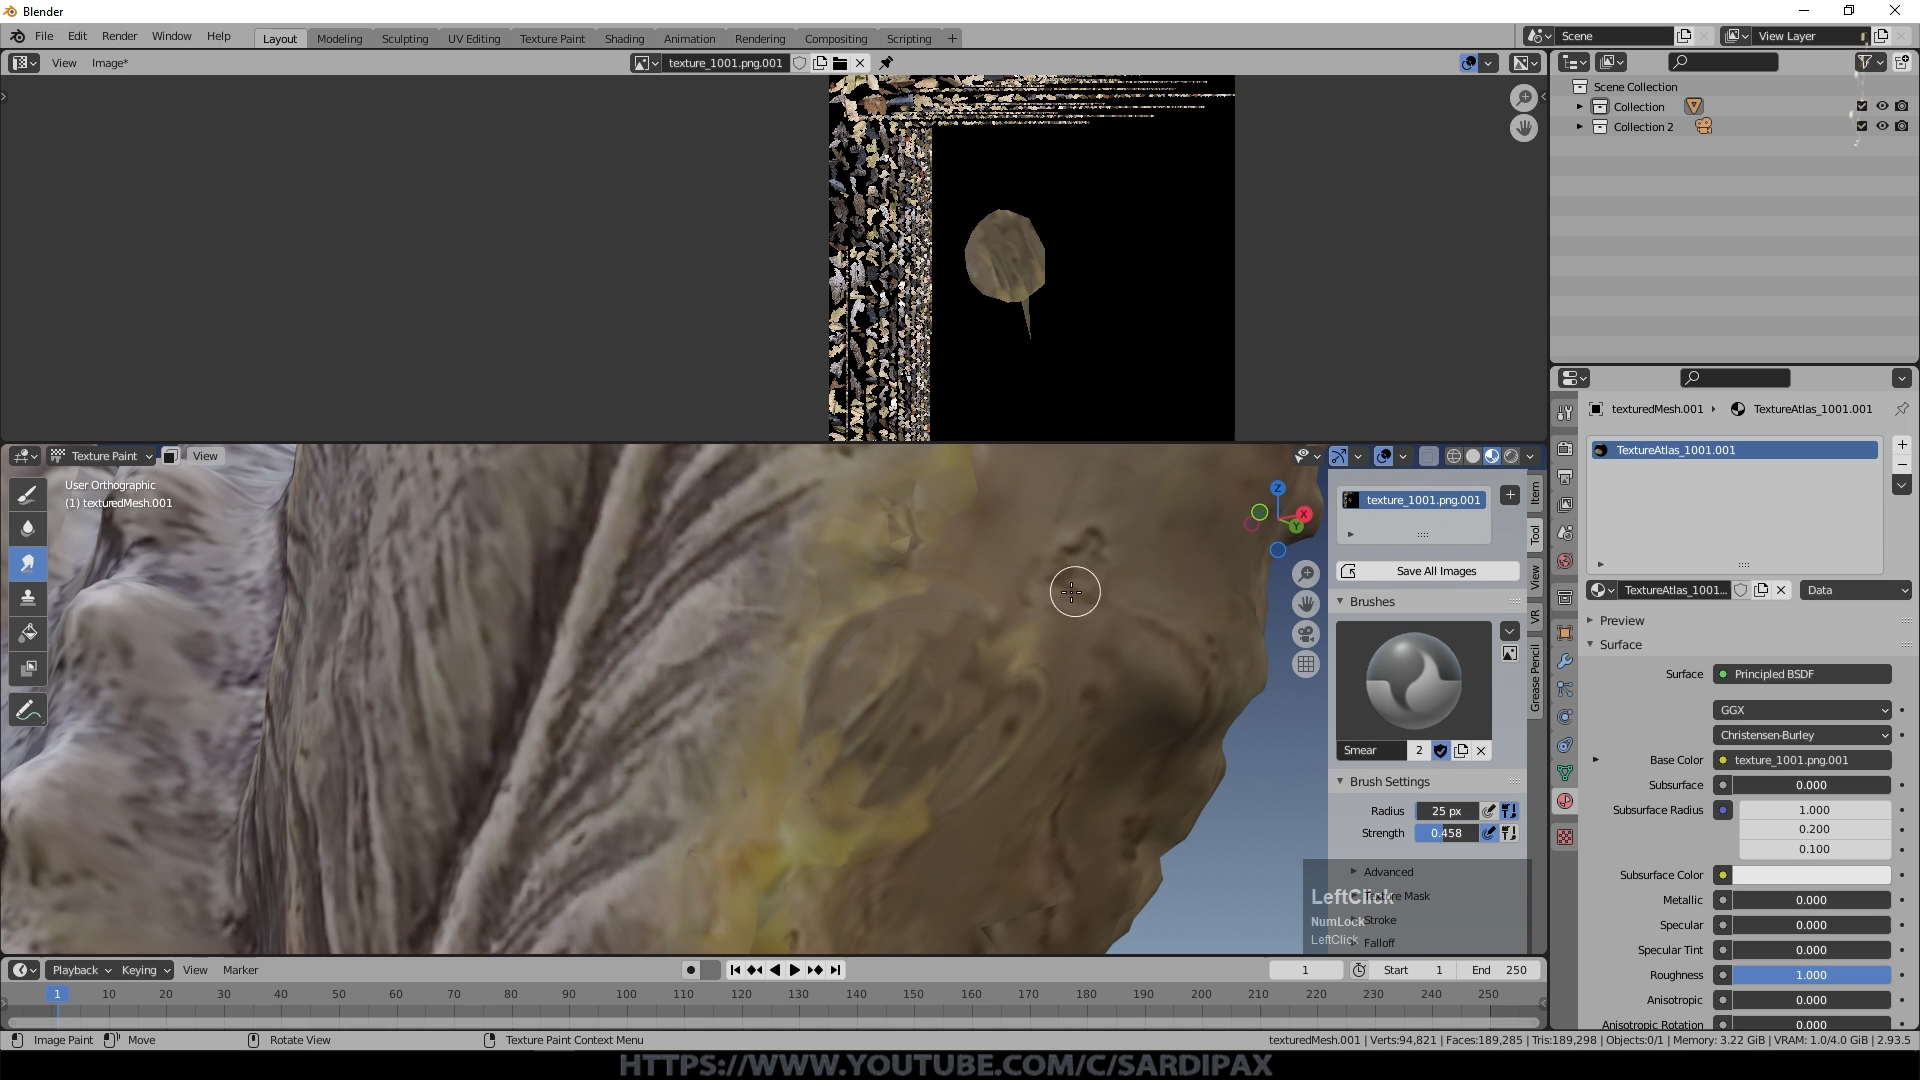 Blender
File Edit Render Window Help
Layout Modeling Sculpting UV Editing Texture Paint Shading Animation Rendering Compositing Scripting +
Scene
View Layer
View Image*
texture_1001.png.001
Scene Collection
Collection
Collection 2
texturedMesh.001
TextureAtlas_1001.001
TextureAtlas_1001.001
TextureAtlas_1001...
Data
Preview
Surface
Surface Principled BSDF
GGX
Christensen-Burley
Base Color texture_1001.png.001
Subsurface 0.000
Subsurface Radius 1.000
0.200
0.100
Subsurface Color
Metallic 0.000
Specular 0.000
Specular Tint 0.000
Roughness 1.000
Anisotropic 0.000
Anisotropic Rotation 0.000
Texture Paint View
User Orthographic
(1) texturedMesh.001
Z
X
Y
texture_1001.png.001
Save All Images
Brushes
Smear 2
Brush Settings
Radius 25 px
Strength 0.458
Advanced
Texture Mask
Stroke
Falloff
Item
Tool
View
VR
Grease Pencil
LeftClick
NumLock
LeftClick
Playback Keying View Marker
1 Start 1 End 250
1 10 20 30 40 50 60 70 80 90 100 110 120 130 140 150 160 170 180 190 200 210 220 230 240 250
Image Paint Move Rotate View Texture Paint Context Menu
texturedMesh.001 | Verts:94,821 | Faces:189,285 | Tris:189,298 | Objects:0/1 | Memory: 3.22 GiB | VRAM: 1.0/4.0 GiB | 2.93.5
HTTPS://WWW.YOUTUBE.COM/C/SARDIPAX